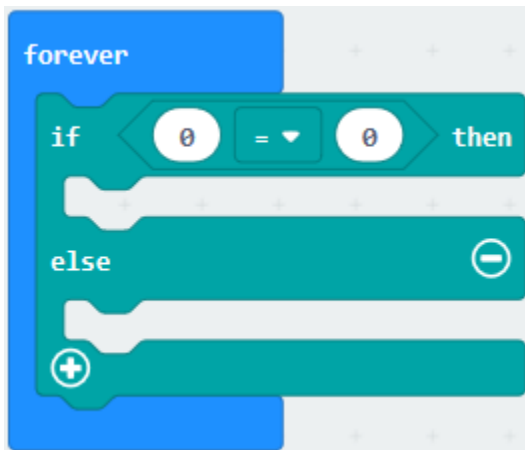 forever
if 0 = 0 then
else